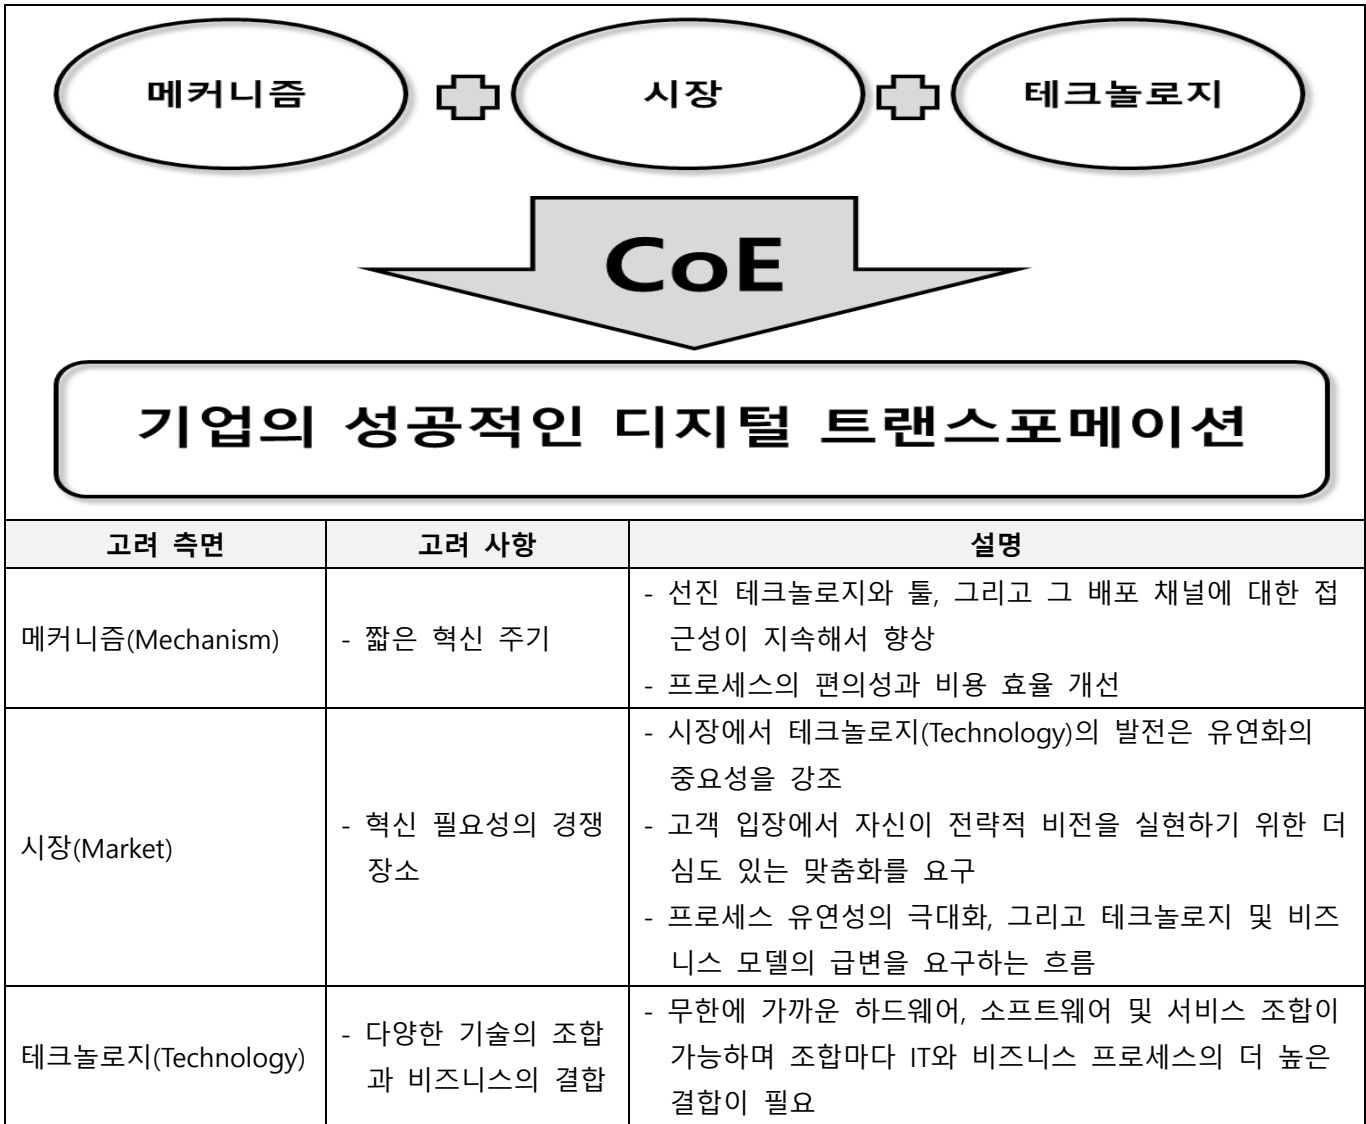 메커니즘 시장 테크놀로지
CoE
기업의 성공적인 디지털 트랜스포메이션
고려 측면 고려 사항 설명
메커니즘(Mechanism)
- 짧은 혁신 주기
- 선진 테크놀로지와 툴, 그리고 그 배포 채널에 대한 접
근성이 지속해서 향상
- 프로세스의 편의성과 비용 효율 개선
시장(Market)
- 혁신 필요성의 경쟁
장소
- 시장에서 테크놀로지(Technology)의 발전은 유연화의
중요성을 강조
- 고객 입장에서 자신이 전략적 비전을 실현하기 위한 더
심도 있는 맞춤화를 요구
- 프로세스 유연성의 극대화, 그리고 테크놀로지 및 비즈
니스 모델의 급변을 요구하는 흐름
테크놀로지(Technology)
- 다양한 기술의 조합
과 비즈니스의 결합
- 무한에 가까운 하드웨어, 소프트웨어 및 서비스 조합이
가능하며 조합마다 IT와 비즈니스 프로세스의 더 높은
결합이 필요